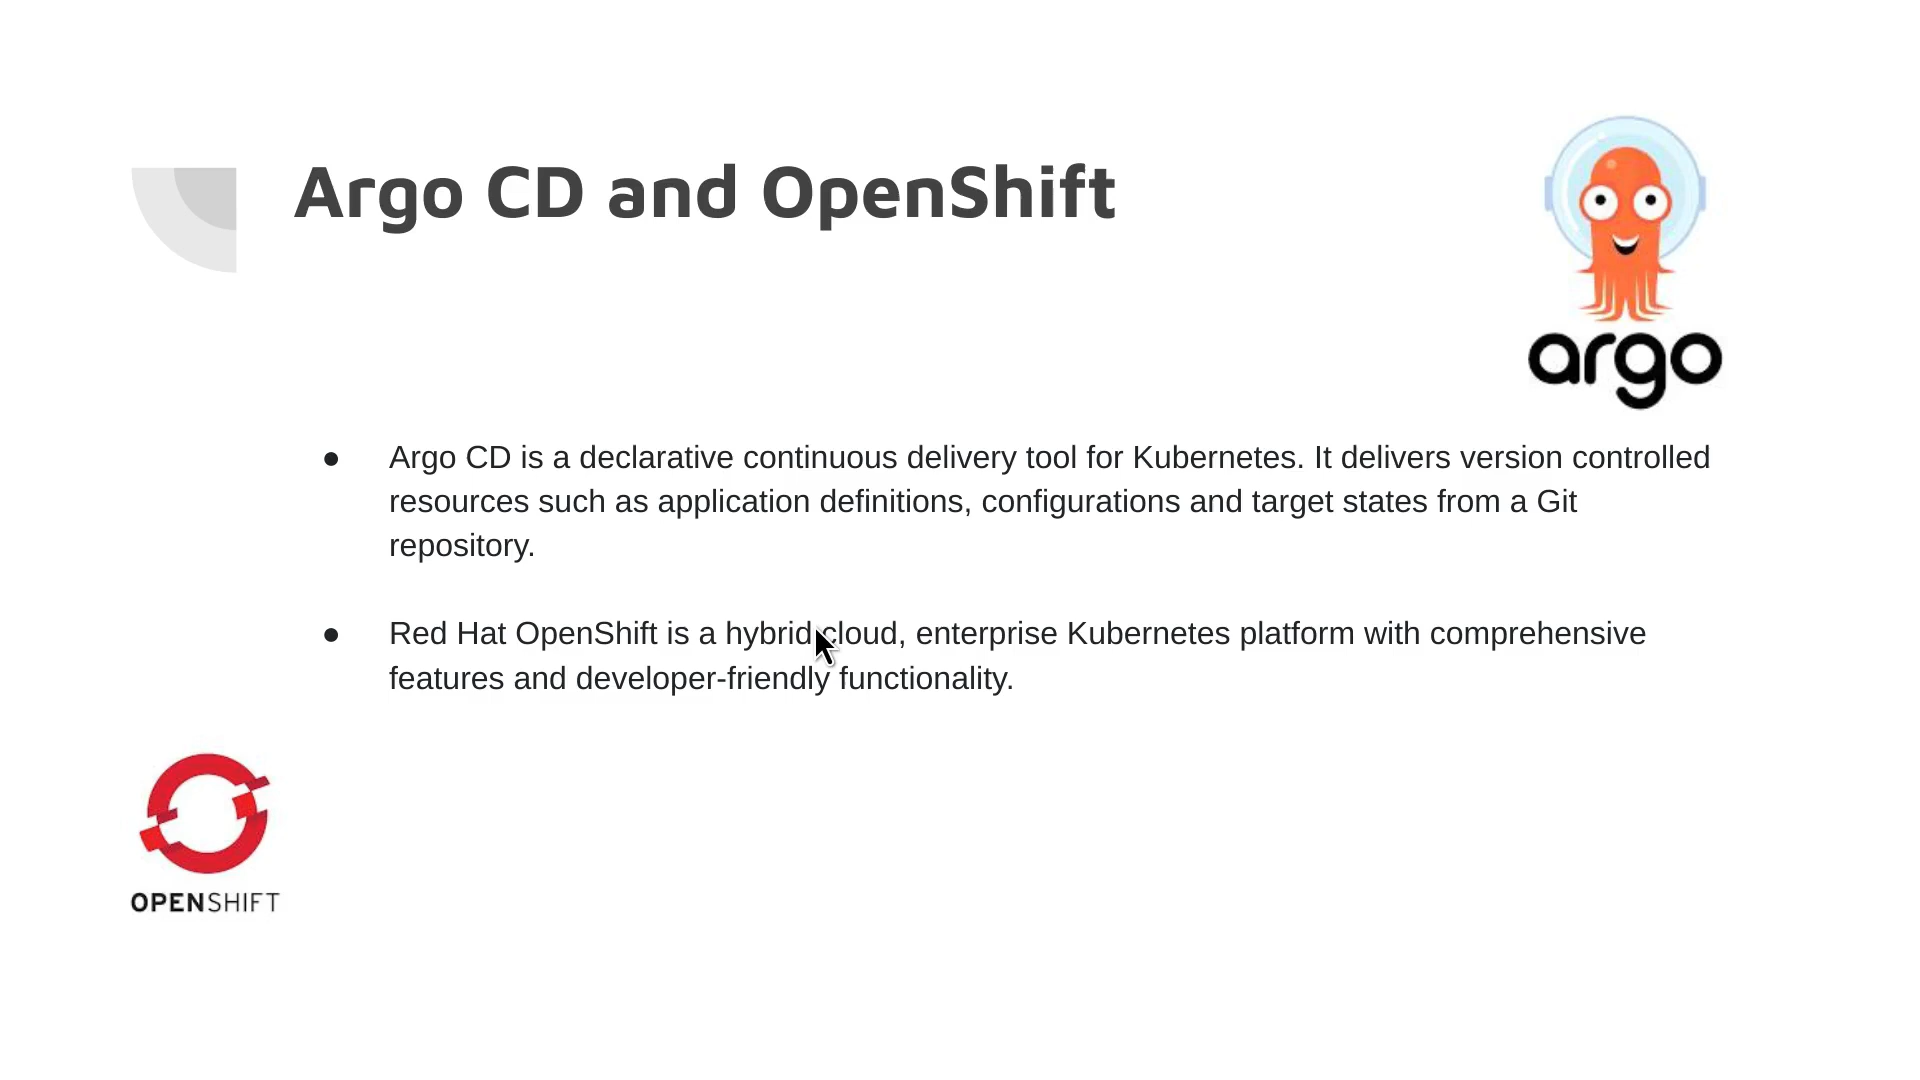 Argo CD and OpenShift
argo
● Argo CD is a declarative continuous delivery tool for Kubernetes. It delivers version controlled
resources such as application definitions, configurations and target states from a Git
repository.
● Red Hat OpenShift is a hybrid cloud, enterprise Kubernetes platform with comprehensive
features and developer-friendly functionality.
OPENSHIFT